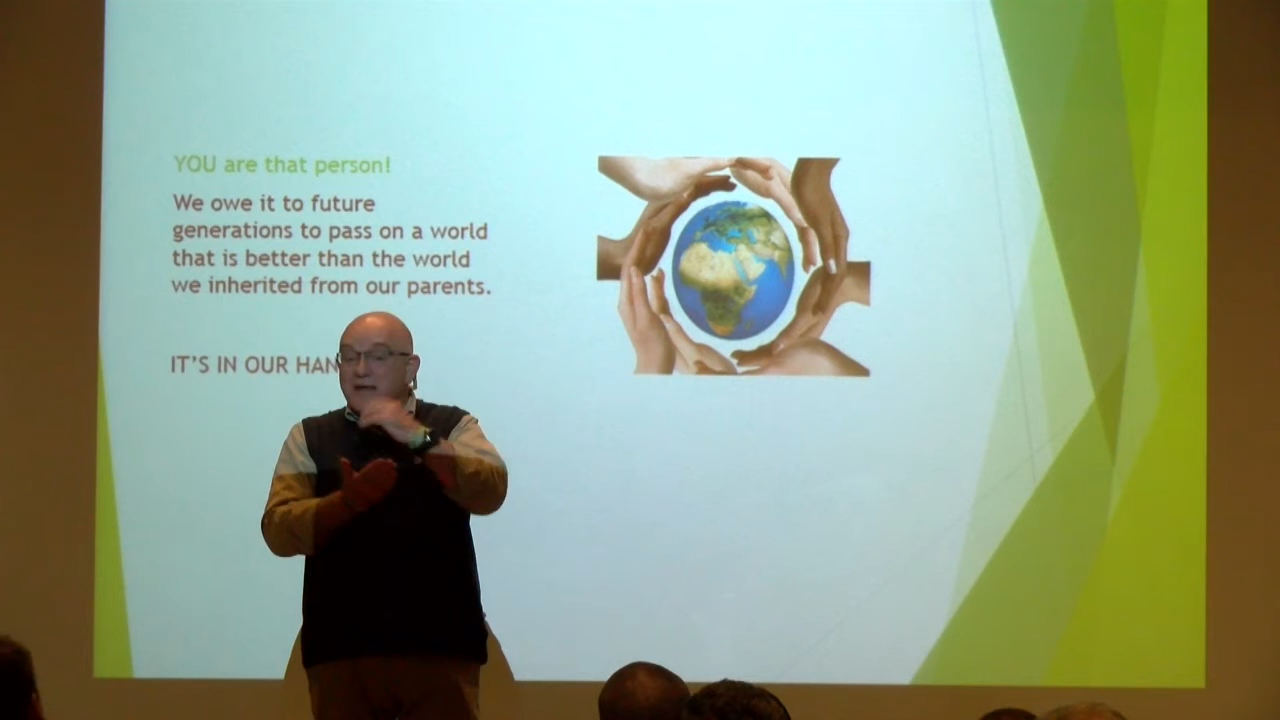 YOU are that person!
We owe it to future
generations to pass on a world
that is better than the world
we inherited from our parents.
IT'S IN OUR